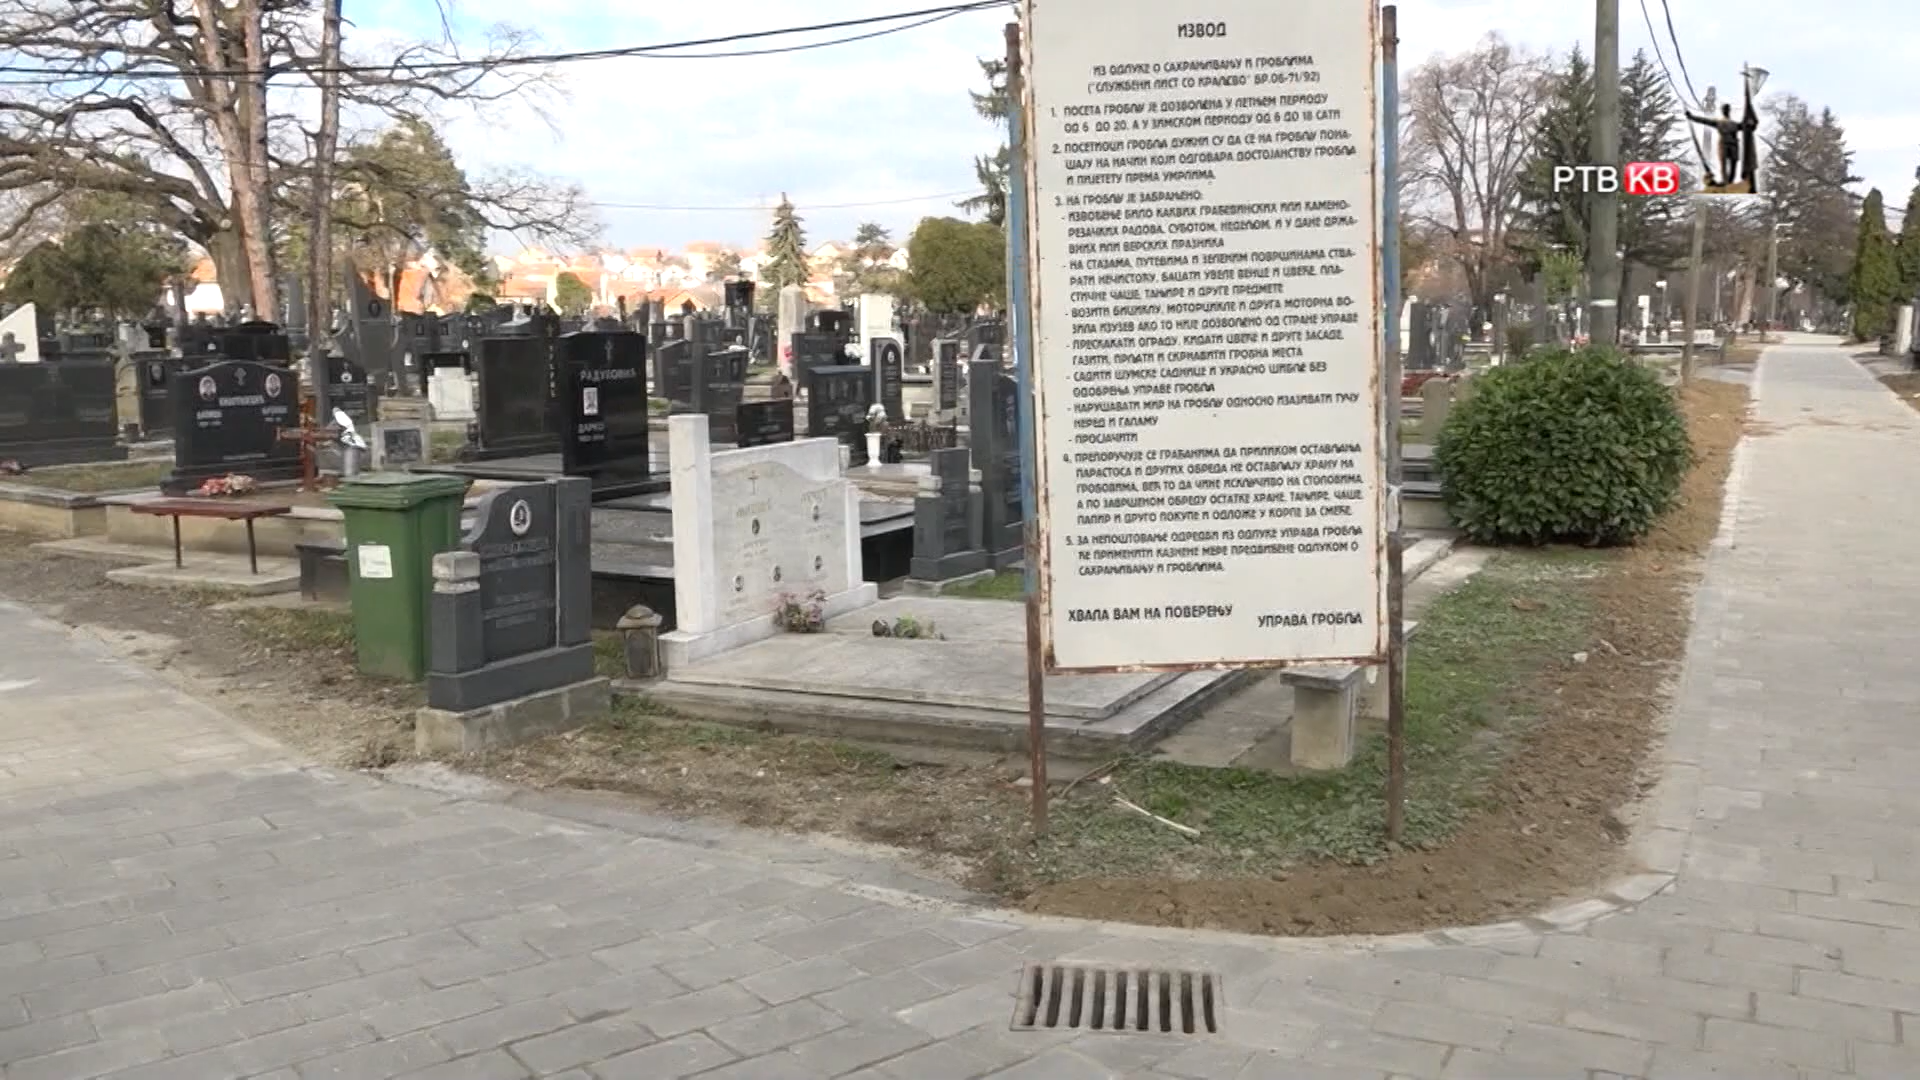 ИЗВОД
ИЗ ОДЛУКЕ О САХРАЊИВАЊУ И ГРОБЉИМА
("СЛУЖБЕНИ ЛИСТ СО КРАЉЕВО" БР.06-71/92)
1. ПОСЕТА ГРОБЉУ ЈЕ ДОЗВОЉЕНА У ЛЕТЊЕМ ПЕРИОДУ
ОД 6 ДО 20, А У ЗИМСКОМ ПЕРИОДУ ОД 6 ДО 18 САТИ
2. ПОСЕТИОЦИ ГРОБЉА ДУЖНИ СУ ДА СЕ НА ГРОБЉУ ПОНА-
ШАЈУ НА НАЧИН КОЈИ ОДГОВАРА ДОСТОЈАНСТВУ ГРОБЉА
И ПИЈЕТЕТУ ПРЕМА УМРЛИМА.
3. НА ГРОБЉУ ЈЕ ЗАБРАЊЕНО:
- ИЗВОЂЕЊЕ БИЛО КАКВИХ ГРАЂЕВИНСКИХ ИЛИ КАМЕНО-
РЕЗАЧКИХ РАДОВА, СУБОТОМ, НЕДЕЉОМ, И У ДАНЕ ДРЖА-
ВНИХ ИЛИ ВЕРСКИХ ПРАЗНИКА
- НА СТАЗАМА, ПУТЕВИМА И ЗЕЛЕНИМ ПОВРШИНАМА СТВА-
РАТИ НЕЧИСТОЋУ, БАЦАТИ УВЕЛЕ ВЕНЦЕ И ЦВЕЋЕ, ПЛА-
СТИЧНЕ ЧАШЕ, ТАЊИРЕ И ДРУГЕ ПРЕДМЕТЕ
- ВОЗИТИ БИЦИКЛУ, МОТОРЦИКЛЕ И ДРУГА МОТОРНА ВО-
ЗИЛА ИЗУЗЕВ АКО ТО НИЈЕ ДОЗВОЉЕНО ОД СТРАНЕ УПРАВЕ
- ПРЕСКАКАТИ ОГРАДУ, КИДАТИ ЦВЕЋЕ И ДРУГЕ ЗАСАДЕ,
ГАЗИТИ, ПРЉАТИ И СКРНАВИТИ ГРОБНА МЕСТА
- САДИТИ ШУМСКЕ САДНИЦЕ И УКРАСНО ШИБЉЕ БЕЗ
ОДОБРЕЊА УПРАВЕ ГРОБЉА
- НАРУШАВАТИ МИР НА ГРОБЉУ ОДНОСНО ИЗАЗИВАТИ ТУЧУ
НЕРЕД И ГАЛАМУ
- ПРОСЈАЧИТИ
4. ПРЕПОРУЧУЈЕ СЕ ГРАЂАНИМА ДА ПРИЛИКОМ ОСТАВЉАЊА
ПАРАСТОСА И ДРУГИХ ОБРЕДА НЕ ОСТАВЉАЈУ ХРАНУ НА
ГРОБОВИМА, ВЕЋ ТО ДА ЧИНЕ ИСКЉУЧИВО НА СТОЛОВИМА,
А ПО ЗАВРШЕНОМ ОБРЕДУ ОСТАТКЕ ХРАНЕ, ТАЊИРЕ, ЧАШЕ,
ПАПИР И ДРУГО ПОКУПЕ И ОДЛОЖЕ У КОРПЕ ЗА СМЕЋЕ.
5. ЗА НЕПОШТОВАЊЕ ОДРЕДБИ ИЗ ОДЛУКЕ УПРАВА ГРОБЉА
ЋЕ ПРИМЕНИТИ КАЗНЕНЕ МЕРЕ ПРЕДВИЂЕНЕ ОДЛУКОМ О
САХРАЊИВАЊУ И ГРОБЉИМА.
ХВАЛА ВАМ НА ПОВЕРЕЊУ
УПРАВА ГРОБЉА
РТВ КВ
РАДУЛОВИЋ
ДАРКО